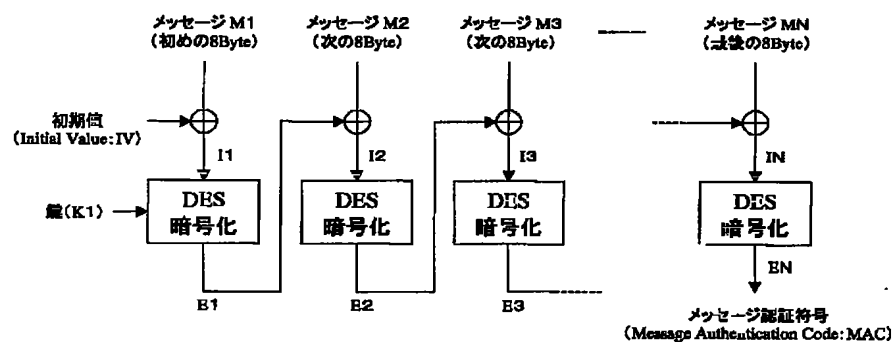 メッセージ M1
(初めの8Byte)
メッセージ M2
(次の8Byte)
メッセージ M3
(次の8Byte)
メッセージ MN
(最後の8Byte)
初期値
(Initial Value:IV)
I1
I2
I3
IN
鍵(K1)
DES
暗号化
DES
暗号化
DES
暗号化
DES
暗号化
E1
E2
E3
EN
メッセージ認証符号
(Message Authentication Code:MAC)